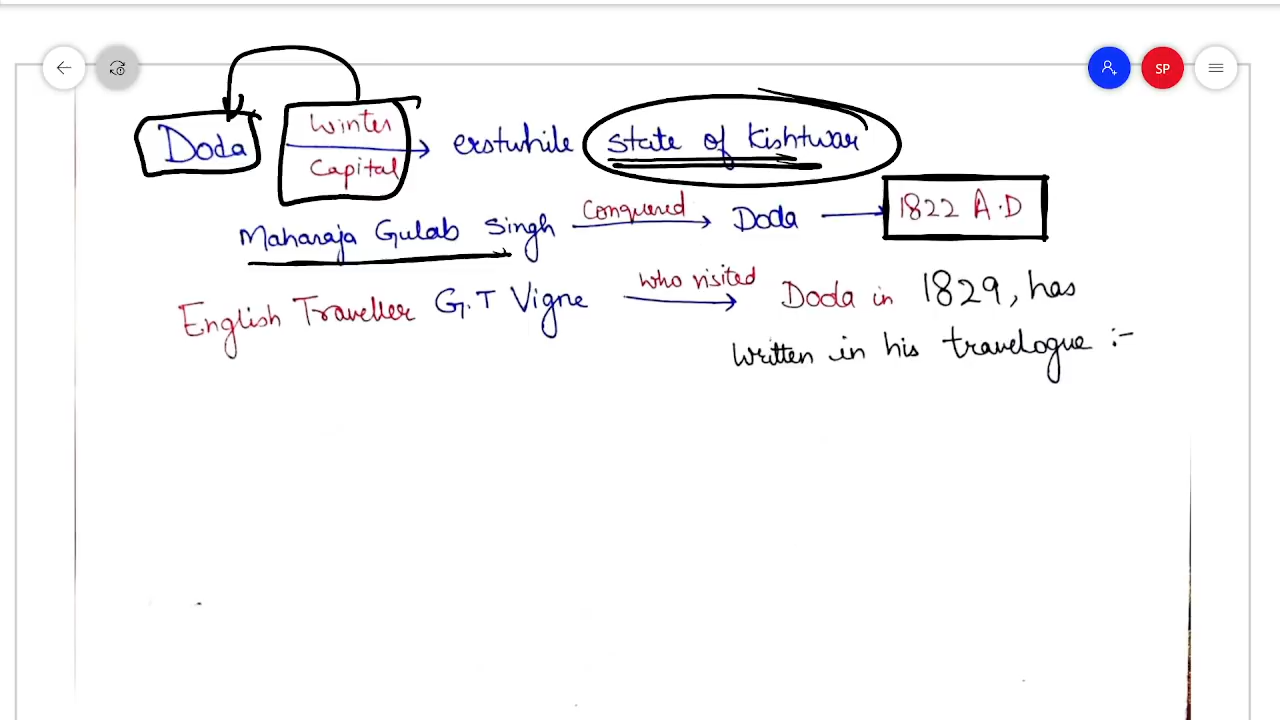 SP
Doda Winter Capital erstwhile state of Kishtwar
Maharaja Gulab Singh Conquered Doda 1822 A.D
English Traveller G.T Vigne who visited Doda in 1829, has
written in his travelogue :-